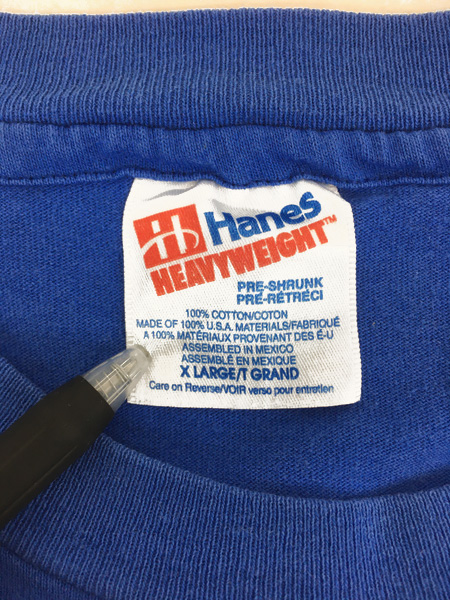 Hanes
HEAVYWEIGHT™
PRE-SHRUNK
PRÉ-RÉTRÉCI
100% COTTON/COTON
MADE OF 100% U.S.A. MATERIALS/FABRIQUÉ
A 100% MATÉRIAUX PROVENANT DES É-U
ASSEMBLED IN MEXICO
ASSEMBLÉ EN MEXIQUE
X LARGE/T GRAND
Care on Reverse/VOIR verso pour entretien